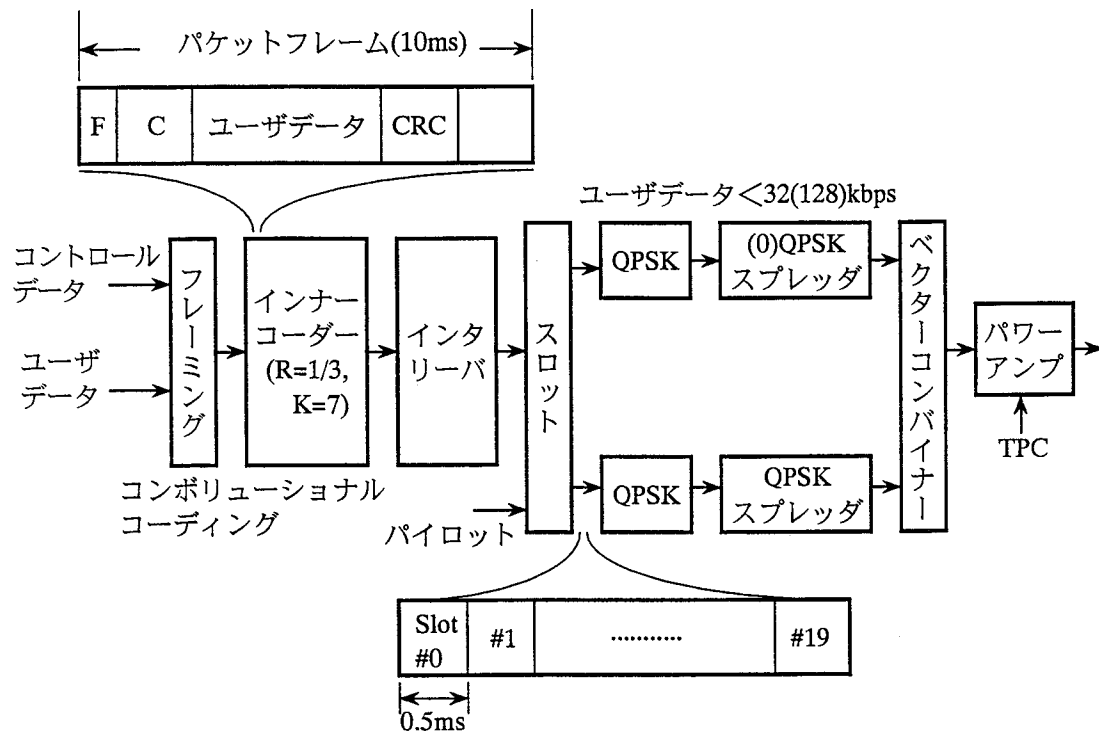 パケットフレーム(10ms)
F
C
ユーザデータ
CRC
ユーザデータ<32(128)kbps
コントロール
データ
ユーザ
データ
フレーミング
インナー
コーダー
(R=1/3,
K=7)
コンボリューショナル
コーディング
インタ
リーバ
パイロット
スロット
QPSK
(0)QPSK
スプレッダ
QPSK
QPSK
スプレッダ
ベクターコンバイナー
パワー
アンプ
TPC
Slot
#0
#1
...........
#19
0.5ms